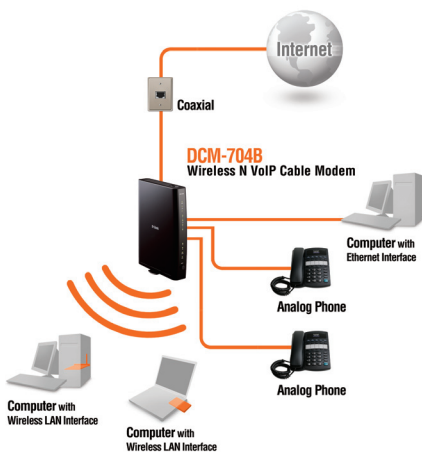 Internet
Coaxial
DCM-704B
Wireless N VoIP Cable Modem
Computer with
Ethernet Interface
Analog Phone
Analog Phone
Computer with
Wireless LAN Interface
Computer with
Wireless LAN Interface